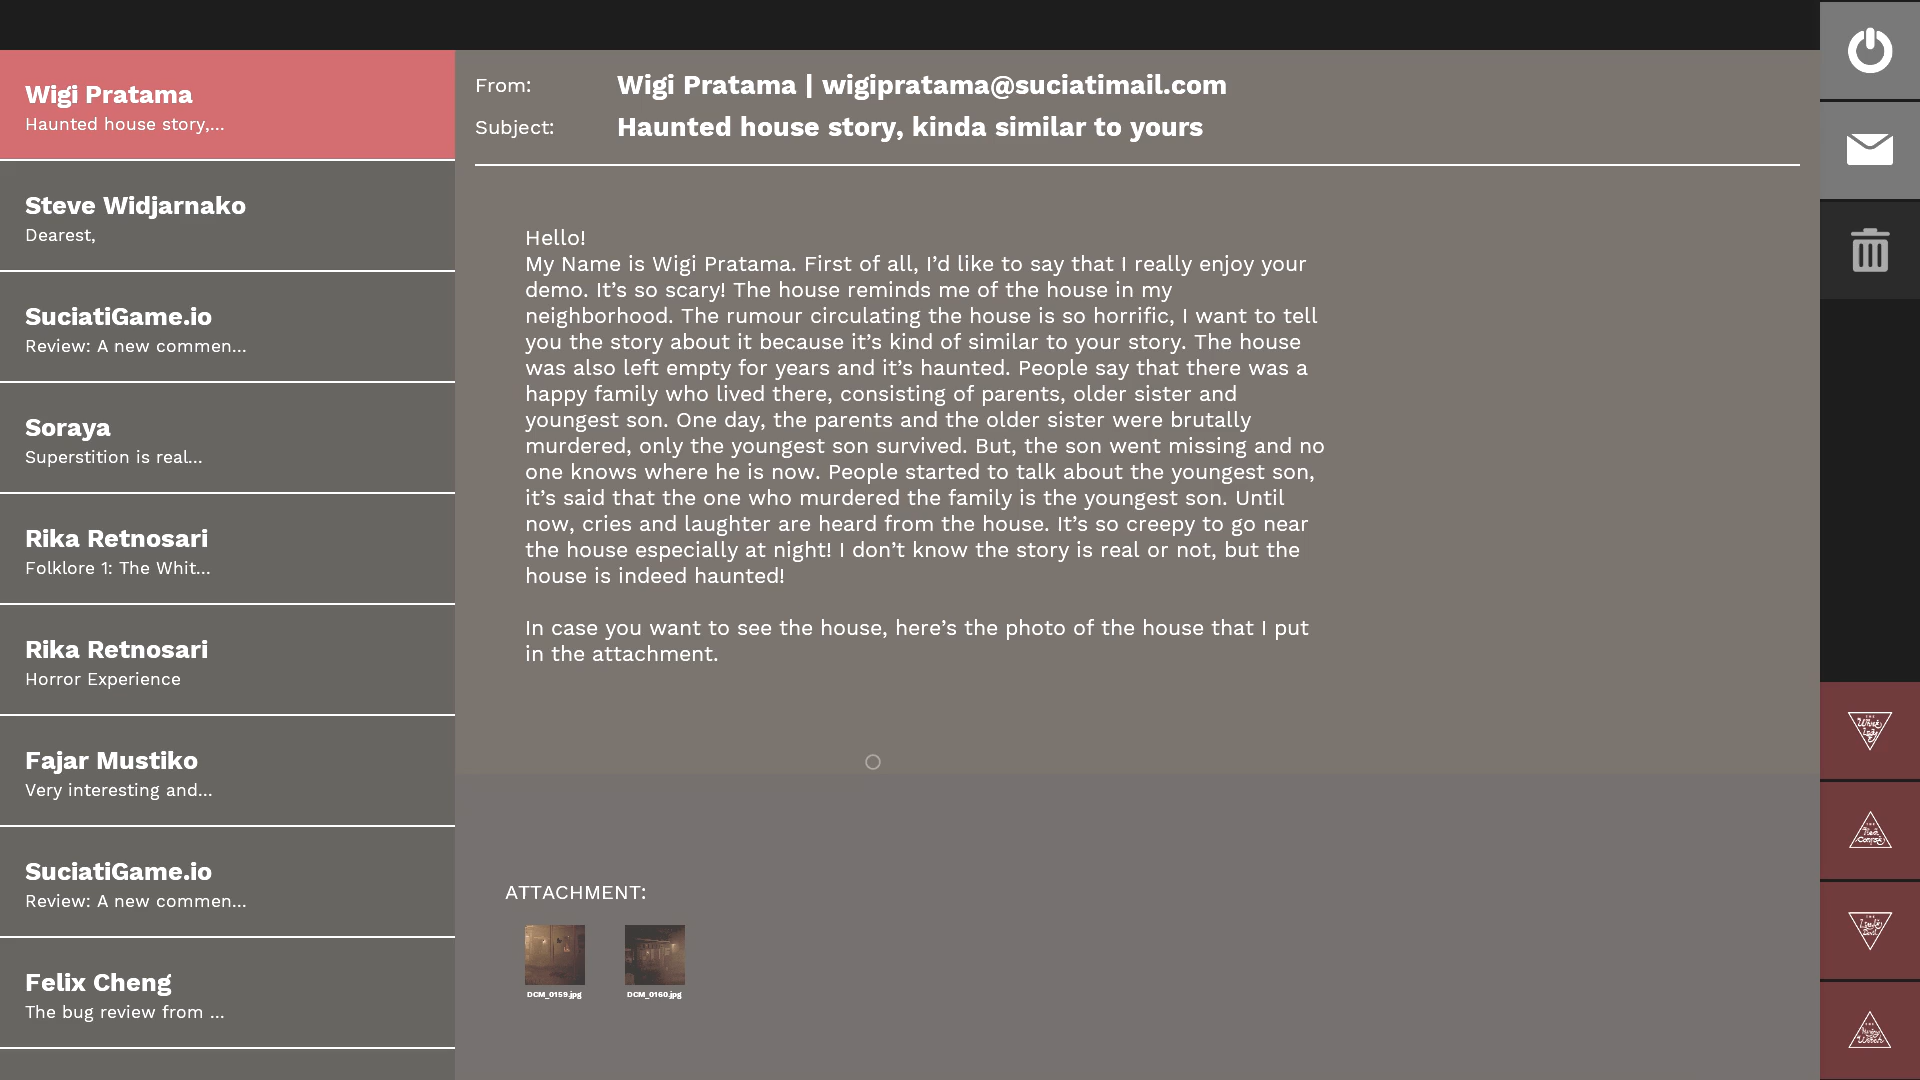 Wigi Pratama
Haunted house story,...
Steve Widjarnako
Dearest,
SuciatiGame.io
Review: A new commen...
Soraya
Superstition is real...
Rika Retnosari
Folklore 1: The Whit...
Rika Retnosari
Horror Experience
Fajar Mustiko
Very interesting and...
SuciatiGame.io
Review: A new commen...
Felix Cheng
The bug review from ...
From: Wigi Pratama | wigipratama@suciatimail.com
Subject: Haunted house story, kinda similar to yours
Hello!
My Name is Wigi Pratama. First of all, I’d like to say that I really enjoy your
demo. It’s so scary! The house reminds me of the house in my
neighborhood. The rumour circulating the house is so horrific, I want to tell
you the story about it because it’s kind of similar to your story. The house
was also left empty for years and it’s haunted. People say that there was a
happy family who lived there, consisting of parents, older sister and
youngest son. One day, the parents and the older sister were brutally
murdered, only the youngest son survived. But, the son went missing and no
one knows where he is now. People started to talk about the youngest son,
it’s said that the one who murdered the family is the youngest son. Until
now, cries and laughter are heard from the house. It’s so creepy to go near
the house especially at night! I don’t know the story is real or not, but the
house is indeed haunted!
In case you want to see the house, here’s the photo of the house that I put
in the attachment.
ATTACHMENT:
DCM_0159.jpg DCM_0160.jpg